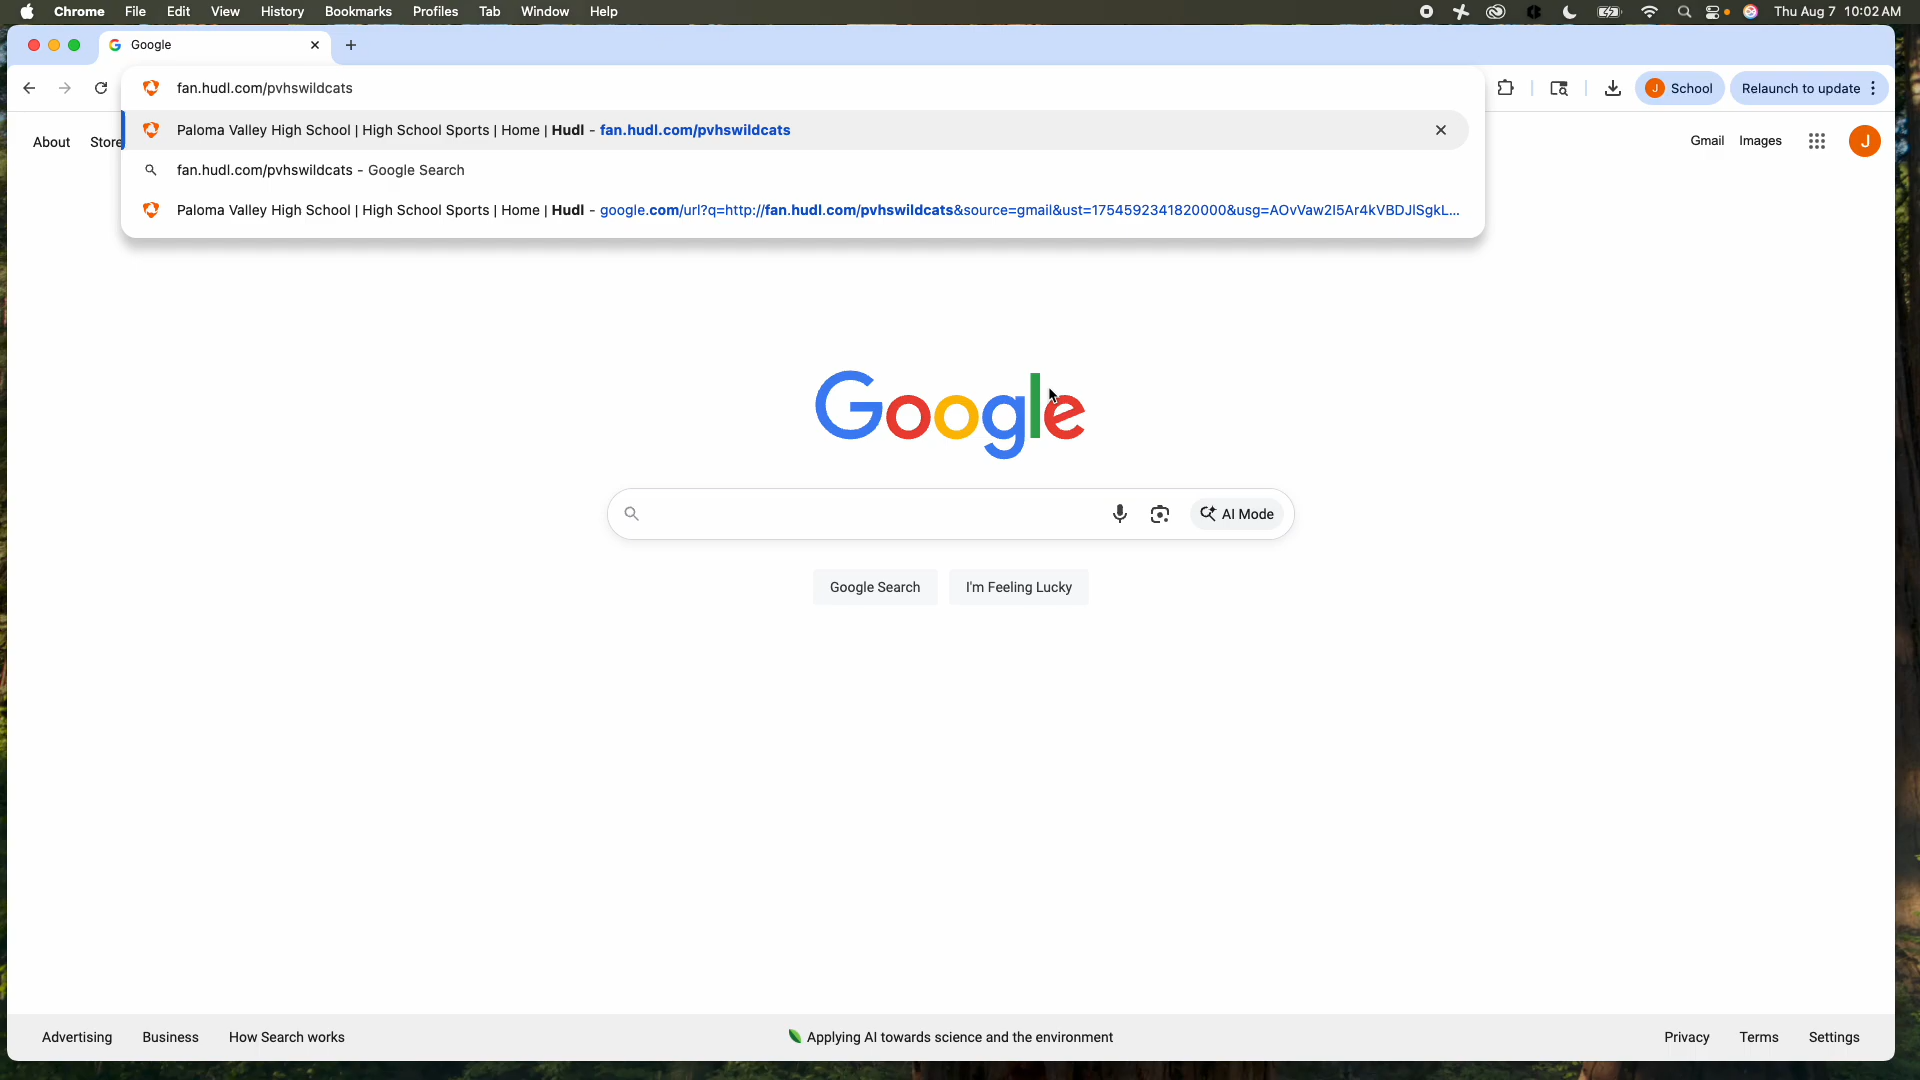 Chrome File Edit View History Bookmarks Profiles Tab Window Help Thu Aug 7 10:02 AM
Google
fan.hudl.com/pvhswildcats School Relaunch to update
Paloma Valley High School | High School Sports | Home | Hudl - fan.hudl.com/pvhswildcats
About Store Gmail Images J
fan.hudl.com/pvhswildcats - Google Search
Paloma Valley High School | High School Sports | Home | Hudl - google.com/url?q=http://fan.hudl.com/pvhswildcats&source=gmail&ust=1754592341820000&usg=AOvVaw2I5Ar4kVBDJISgkL...
Google
AI Mode
Google Search I'm Feeling Lucky
Advertising Business How Search works Applying AI towards science and the environment Privacy Terms Settings